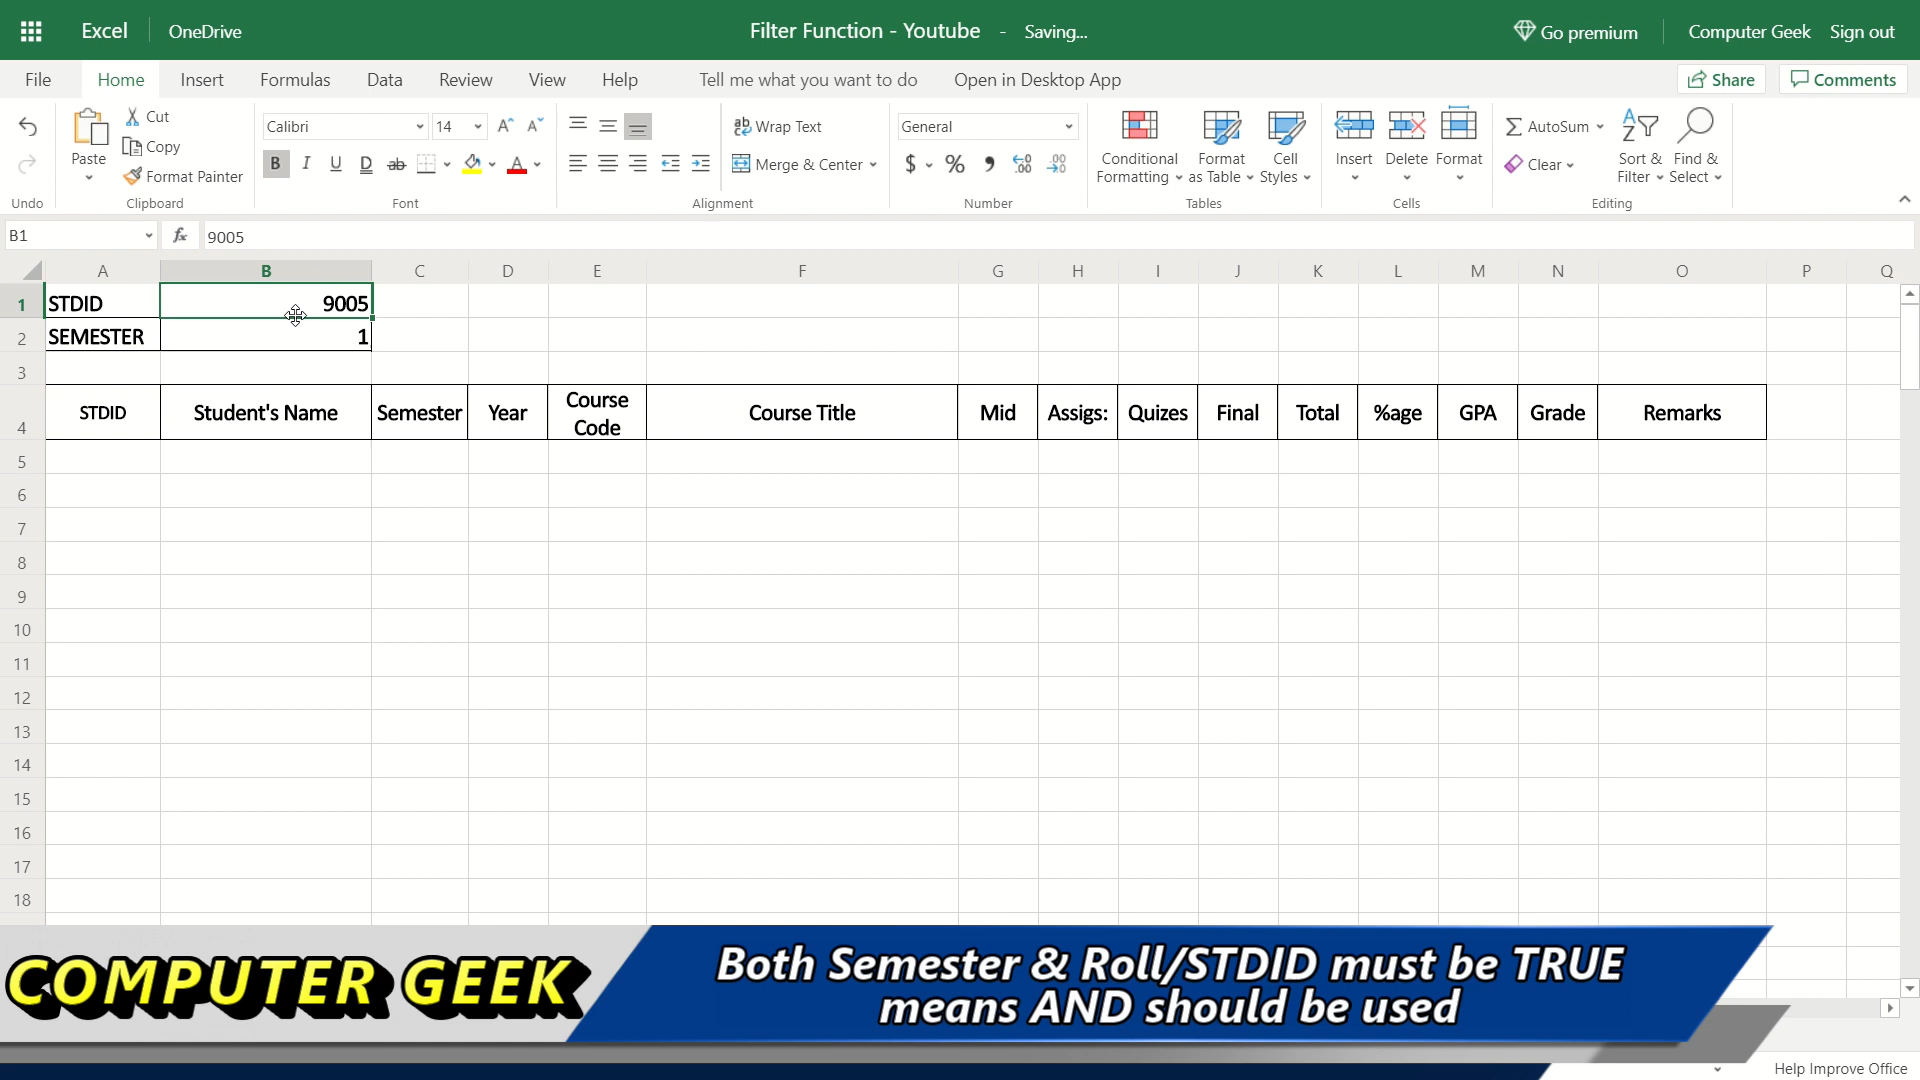 Excel OneDrive Filter Function - Youtube - Saving... Go premium Computer Geek Sign out
File Home Insert Formulas Data Review View Help Tell me what you want to do Open in Desktop App Share Comments
Paste Cut Copy Format Painter
Calibri 14 B I U D ab A
Wrap Text
Merge & Center
General
$ % 9 .00 .00
Conditional Formatting
Format as Table
Cell Styles
Insert Delete Format
AutoSum
Clear
Sort & Filter
Find & Select
Undo Clipboard Font Alignment Number Tables Cells Editing
B1 fx 9005
A B C D E F G H I J K L M N O P Q
1 STDID 9005
2 SEMESTER 1
3
4 STDID Student's Name Semester Year Course Code Course Title Mid Assigs: Quizes Final Total %age GPA Grade Remarks
5
6
7
8
9
10
11
12
13
14
15
16
17
18
COMPUTER GEEK
Both Semester & Roll/STDID must be TRUE
means AND should be used
Help Improve Office